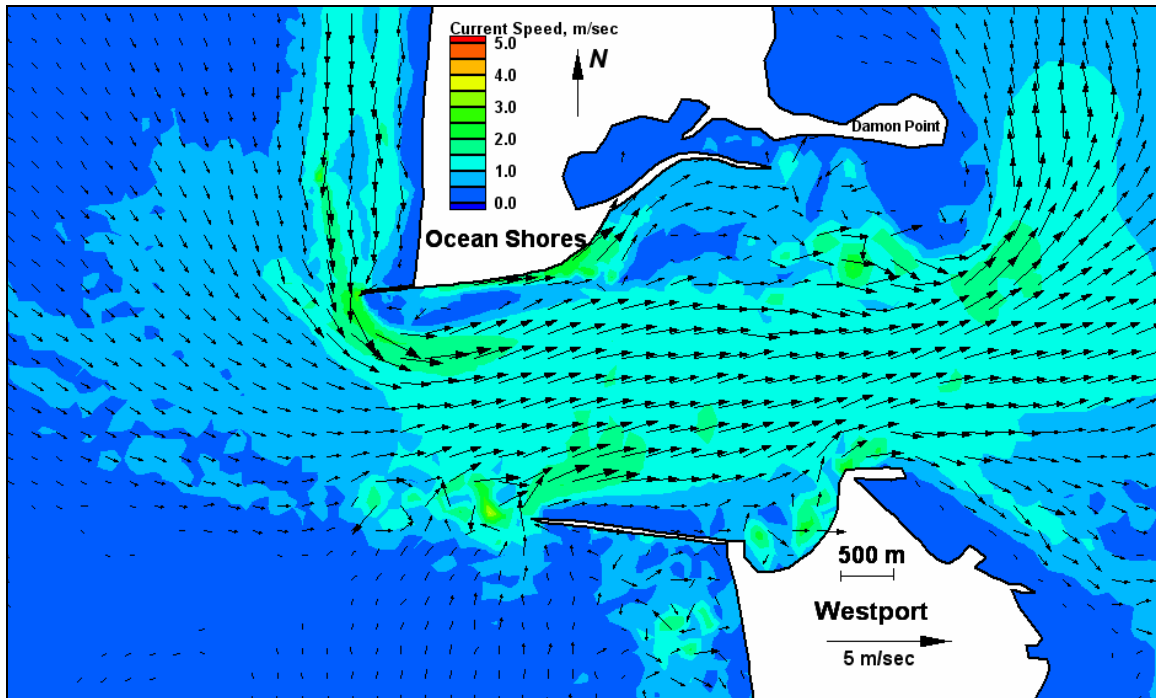 Current Speed, m/sec
5.0
4.0
3.0
2.0
1.0
0.0
N
Damon Point
Ocean Shores
500 m
Westport
5 m/sec